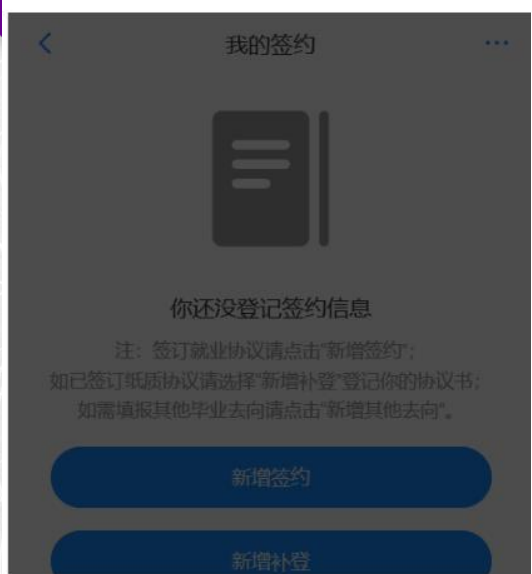 我的签约
你还没登记签约信息
注：签订就业协议请点击“新增签约”；
如已签订纸质协议请选择“新增补登”登记你的协议书；
如需填报其他毕业去向请点击“新增其他去向”。
新增签约
新增补登